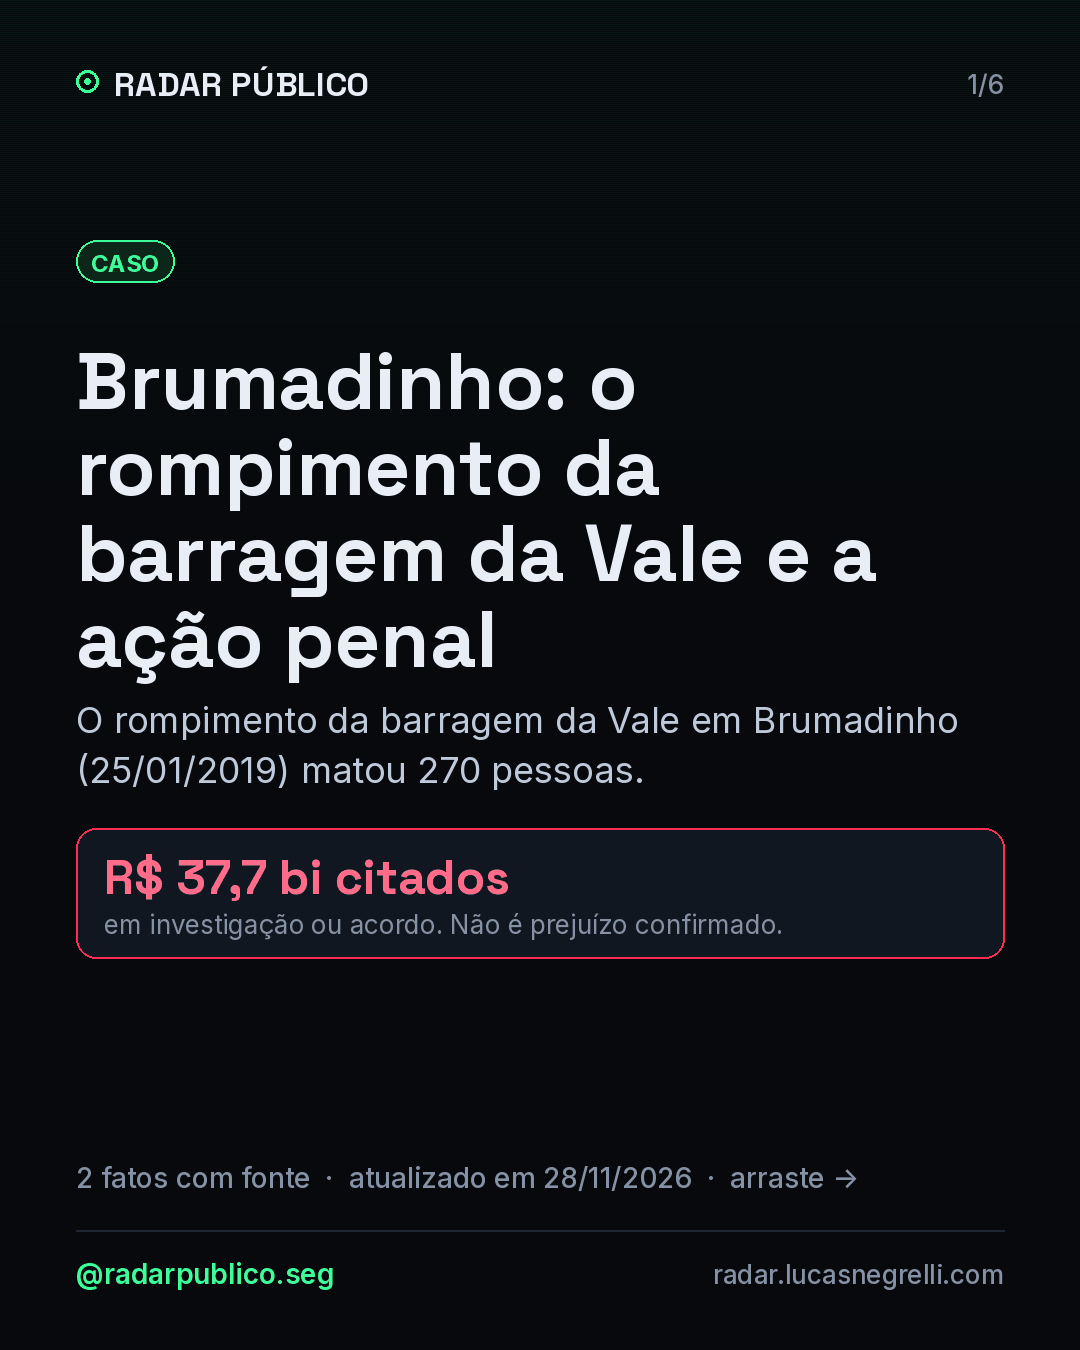 RADAR PÚBLICO
1/6
CASO
Brumadinho: o
rompimento da
barragem da Vale e a
ação penal
O rompimento da barragem da Vale em Brumadinho
(25/01/2019) matou 270 pessoas.
R$ 37,7 bi citados
em investigação ou acordo. Não é prejuízo confirmado.
2 fatos com fonte · atualizado em 28/11/2026 · arraste →
@radarpublico.seg
radar.lucasnegrelli.com